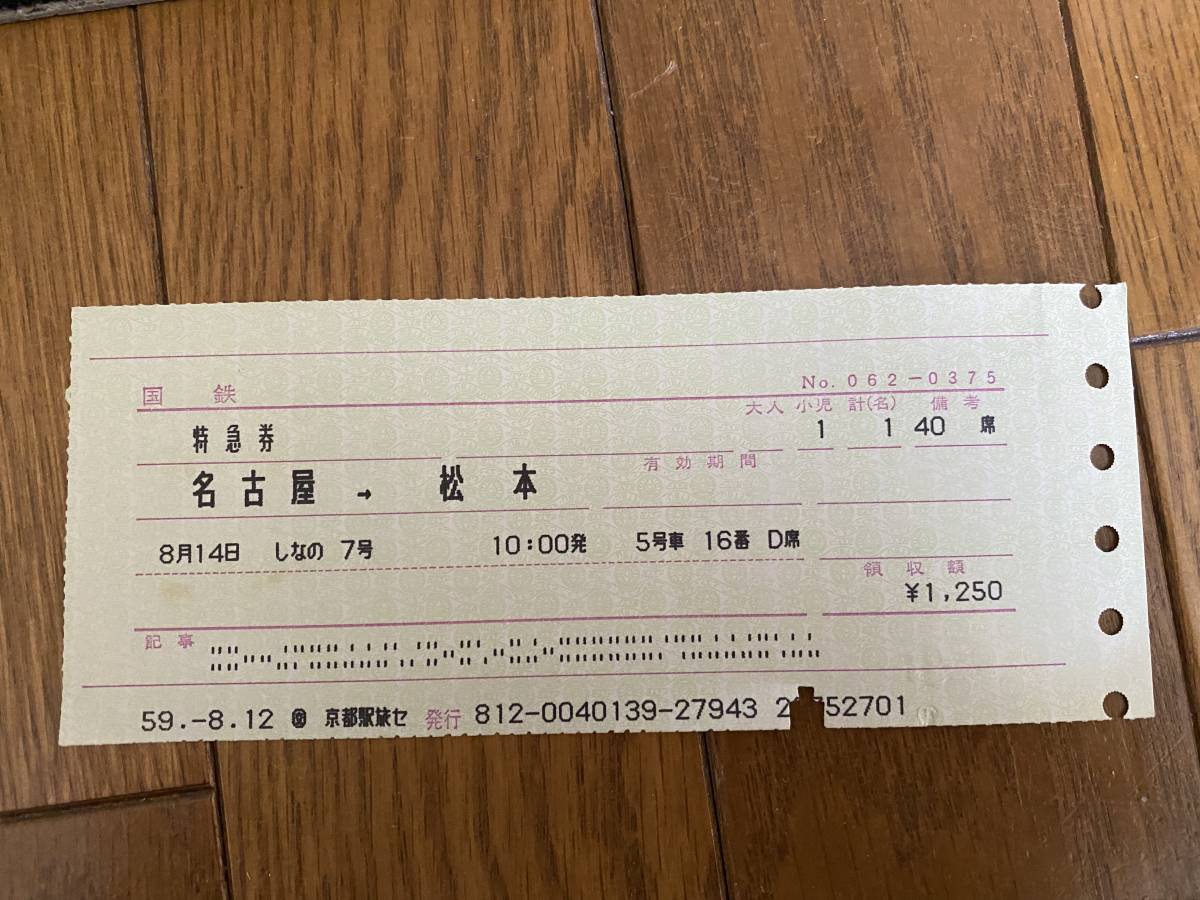 国鉄
No. 062-0375
大人 小児 計(名) 備考
特急券 1 1 40 席
有効期間
名古屋 → 松本
8月14日 しなの 7号 10:00発 5号車 16番 D席
領収額
¥1,250
記事
59.-8.12 京都駅旅セ 発行 812-0040139-27943 2 52701